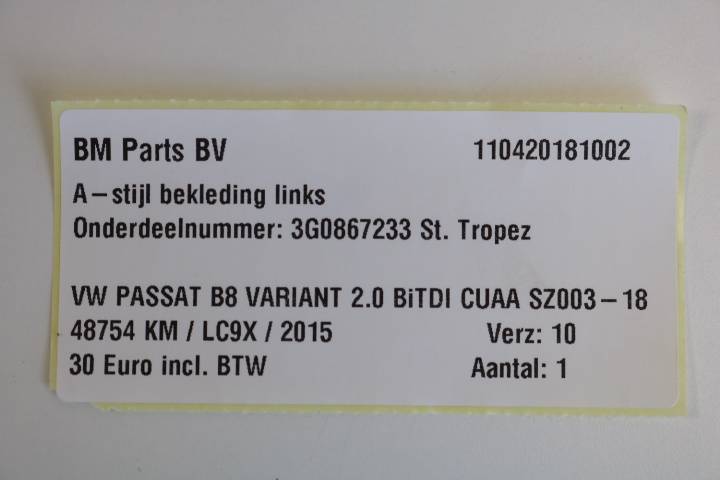 BM Parts BV 110420181002
A-stijl bekleding links
Onderdeelnummer: 3G0867233 St. Tropez
VW PASSAT B8 VARIANT 2.0 BiTDI CUAA SZ003-18
48754 KM / LC9X / 2015 Verz: 10
30 Euro incl. BTW Aantal: 1